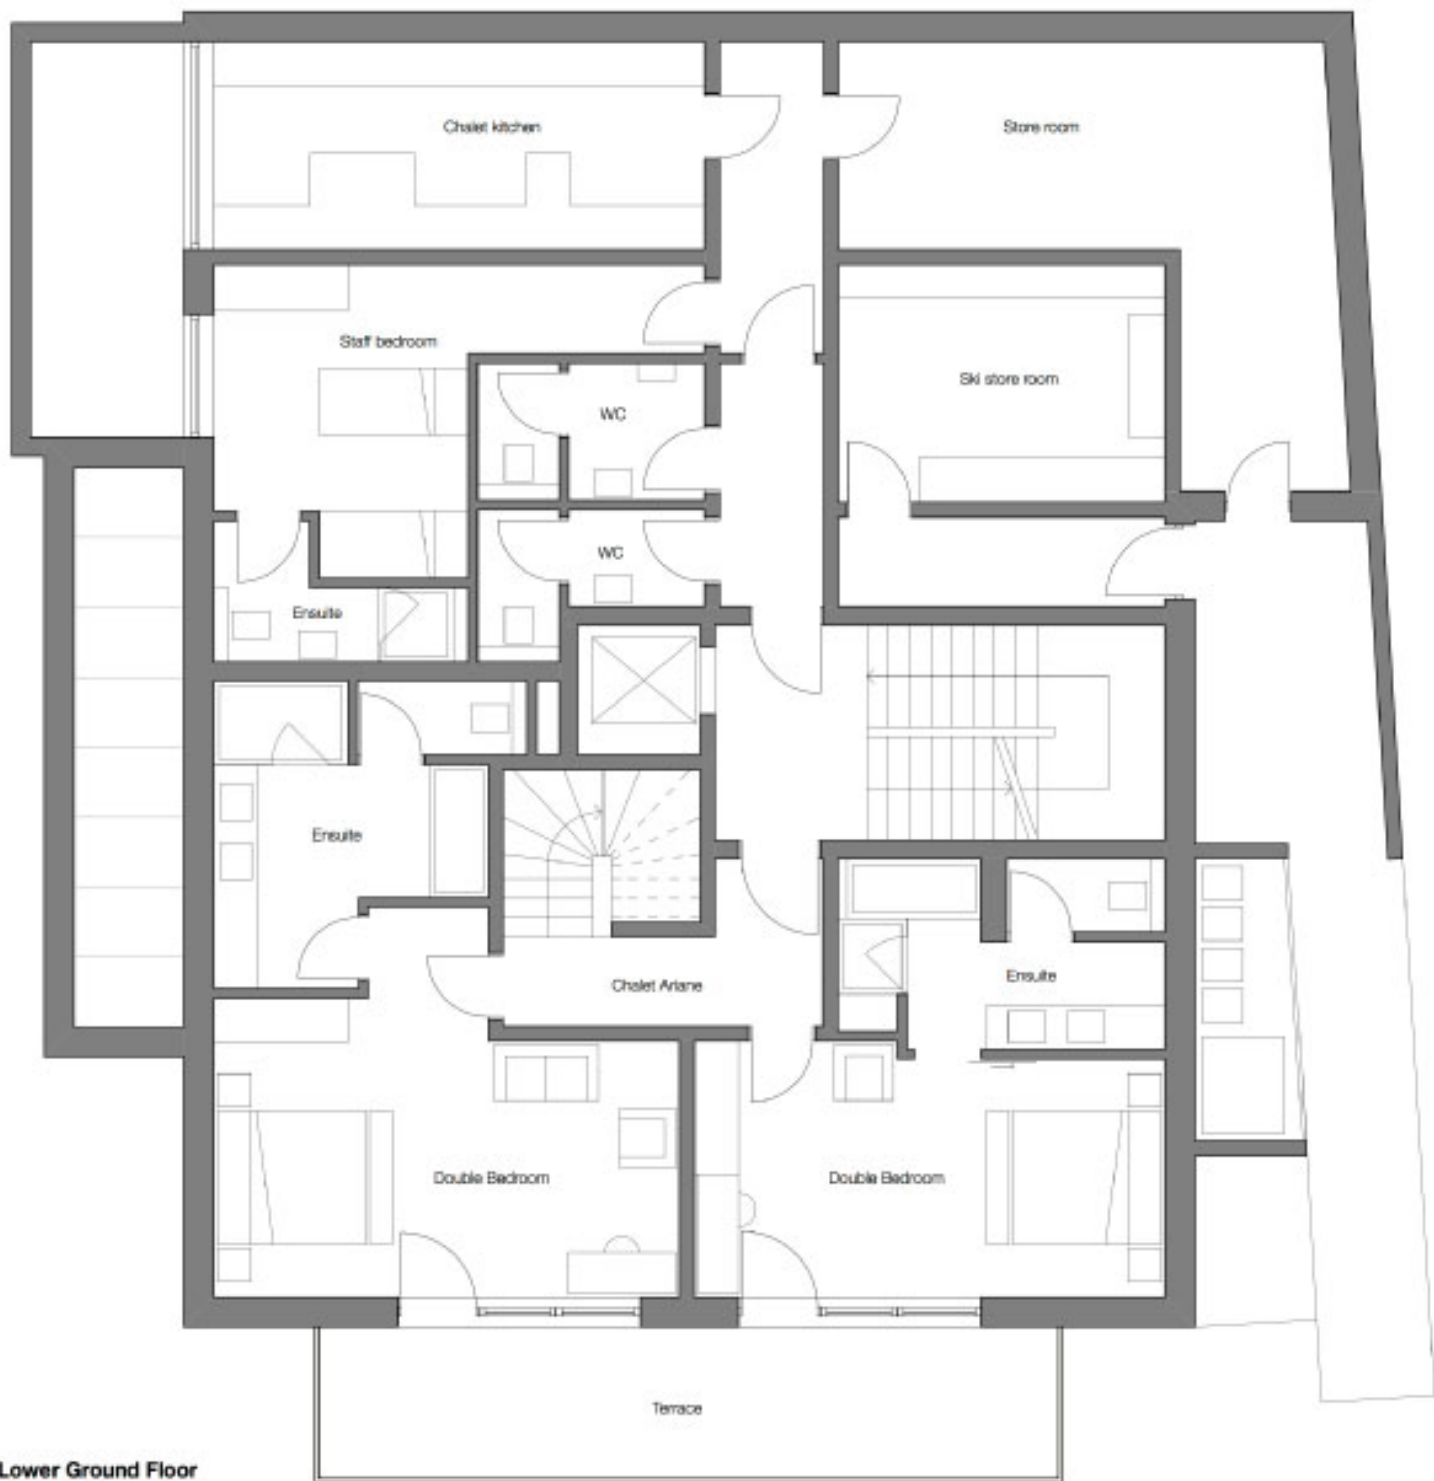 Chalet kitchen
Store room
Staff bedroom
Ski store room
WC
WC
Ensuite
Ensuite
Chalet Ariane
Ensuite
Double Bedroom
Double Bedroom
Terrace
Lower Ground Floor